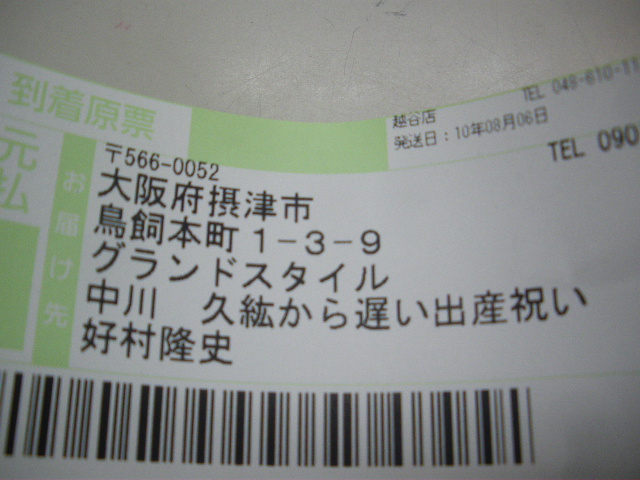 到着原票
越谷店
TEL 048-610-11
発送日：10年08月06日
TEL 090
元払
お届け先
〒566-0052
大阪府摂津市
鳥飼本町1-3-9
グランドスタイル
中川 久紘から遅い出産祝い
好村隆史